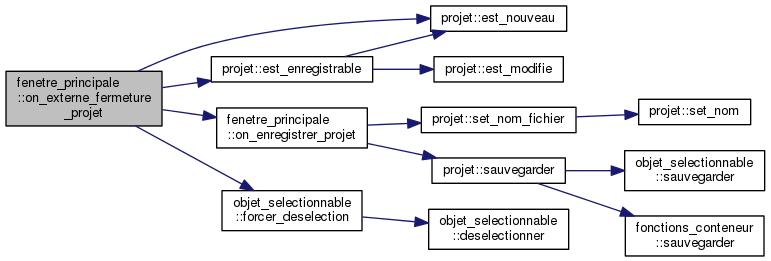 fenetre_principale
::on_externe_fermeture
_projet
projet::est_nouveau
projet::est_enregistrable
projet::est_modifie
fenetre_principale
::on_enregistrer_projet
projet::set_nom_fichier
projet::set_nom
projet::sauvegarder
objet_selectionnable
::sauvegarder
fonctions_conteneur
::sauvegarder
objet_selectionnable
::forcer_deselection
objet_selectionnable
::deselectionner